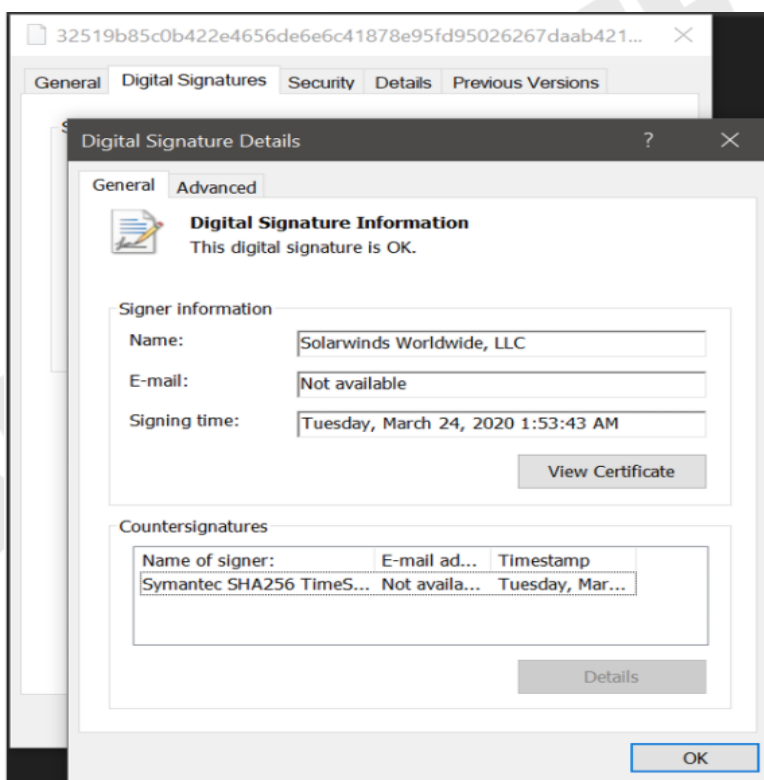 32519b85c0b422e4656de6e6c41878e95fd95026267daab421...
General Digital Signatures Security Details Previous Versions
Digital Signature Details ?
General Advanced
Digital Signature Information
This digital signature is OK.
Signer information
Name: Solarwinds Worldwide, LLC
E-mail: Not available
Signing time: Tuesday, March 24, 2020 1:53:43 AM
View Certificate
Countersignatures
Name of signer: E-mail ad... Timestamp
Symantec SHA256 TimeS... Not availa... Tuesday, Mar...
Details
OK